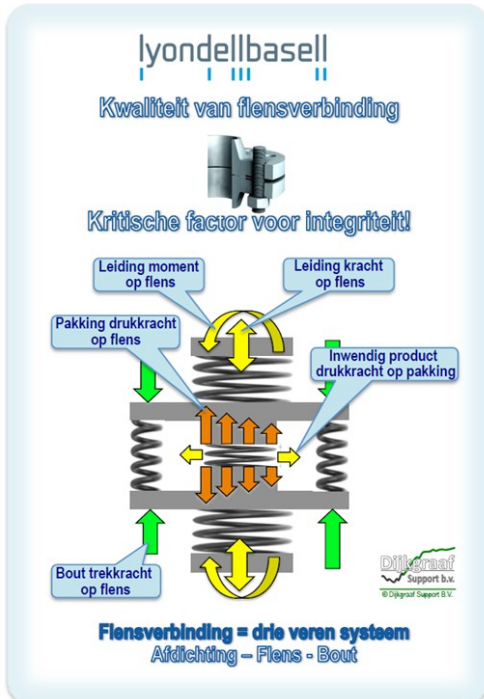 lyondellbasell
Kwaliteit van flensverbinding
Kritische factor voor integriteit!
Leiding moment
op flens
Leiding kracht
op flens
Pakking drukkracht
op flens
Inwendig product
drukkracht op pakking
Bout trekkracht
op flens
Dijkgraaf
Support b.v.
© Dijkgraaf Support B.V.
Flensverbinding = drie veren systeem
Afdichting – Flens - Bout